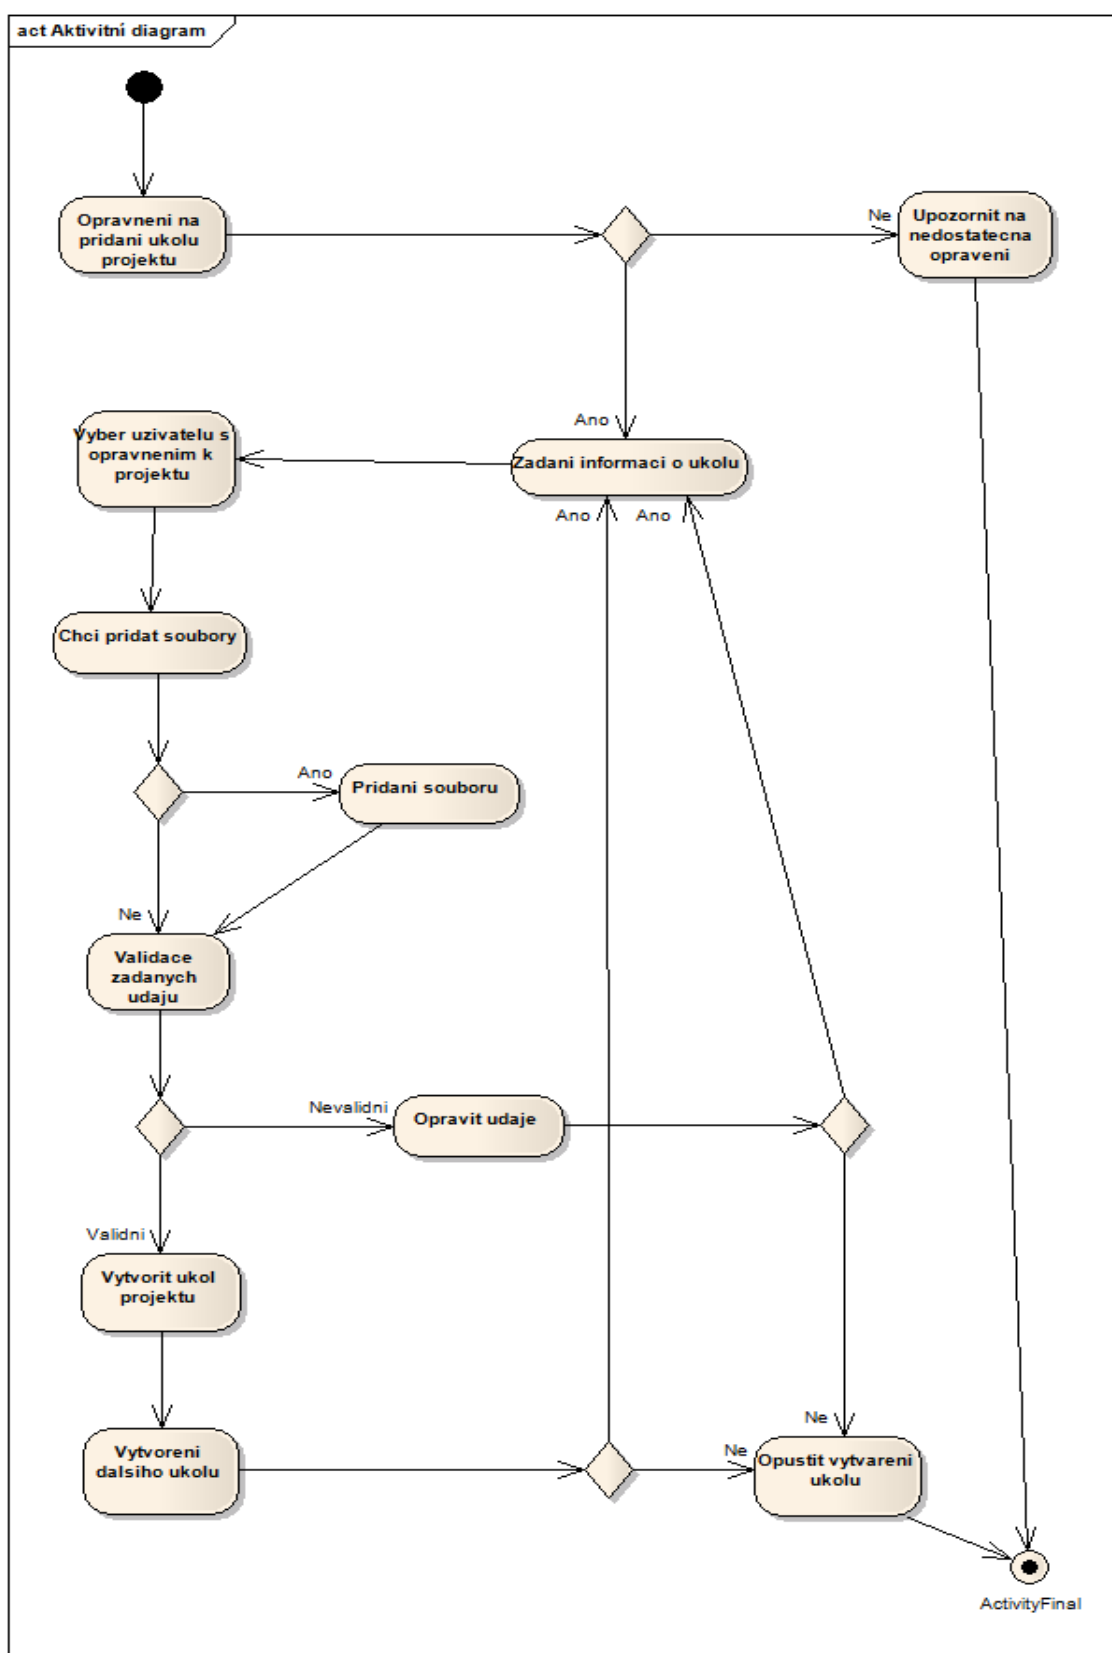 act Aktivitní diagram
Opravneni na
pridani ukolu
projektu
Ne
Upozornit na
nedostatecna
opraveni
Ano
Vyber uzivatelu s
opravnenim k
projektu
Zadani informaci o ukolu
Ano
Ano
Chci pridat soubory
Ano
Pridani souboru
Ne
Validace
zadanych
udaju
Nevalidni
Opravit udaje
Validni
Vytvorit ukol
projektu
Ne
Vytvoreni
dalsiho ukolu
Ne
Opustit vytvareni
ukolu
ActivityFinal